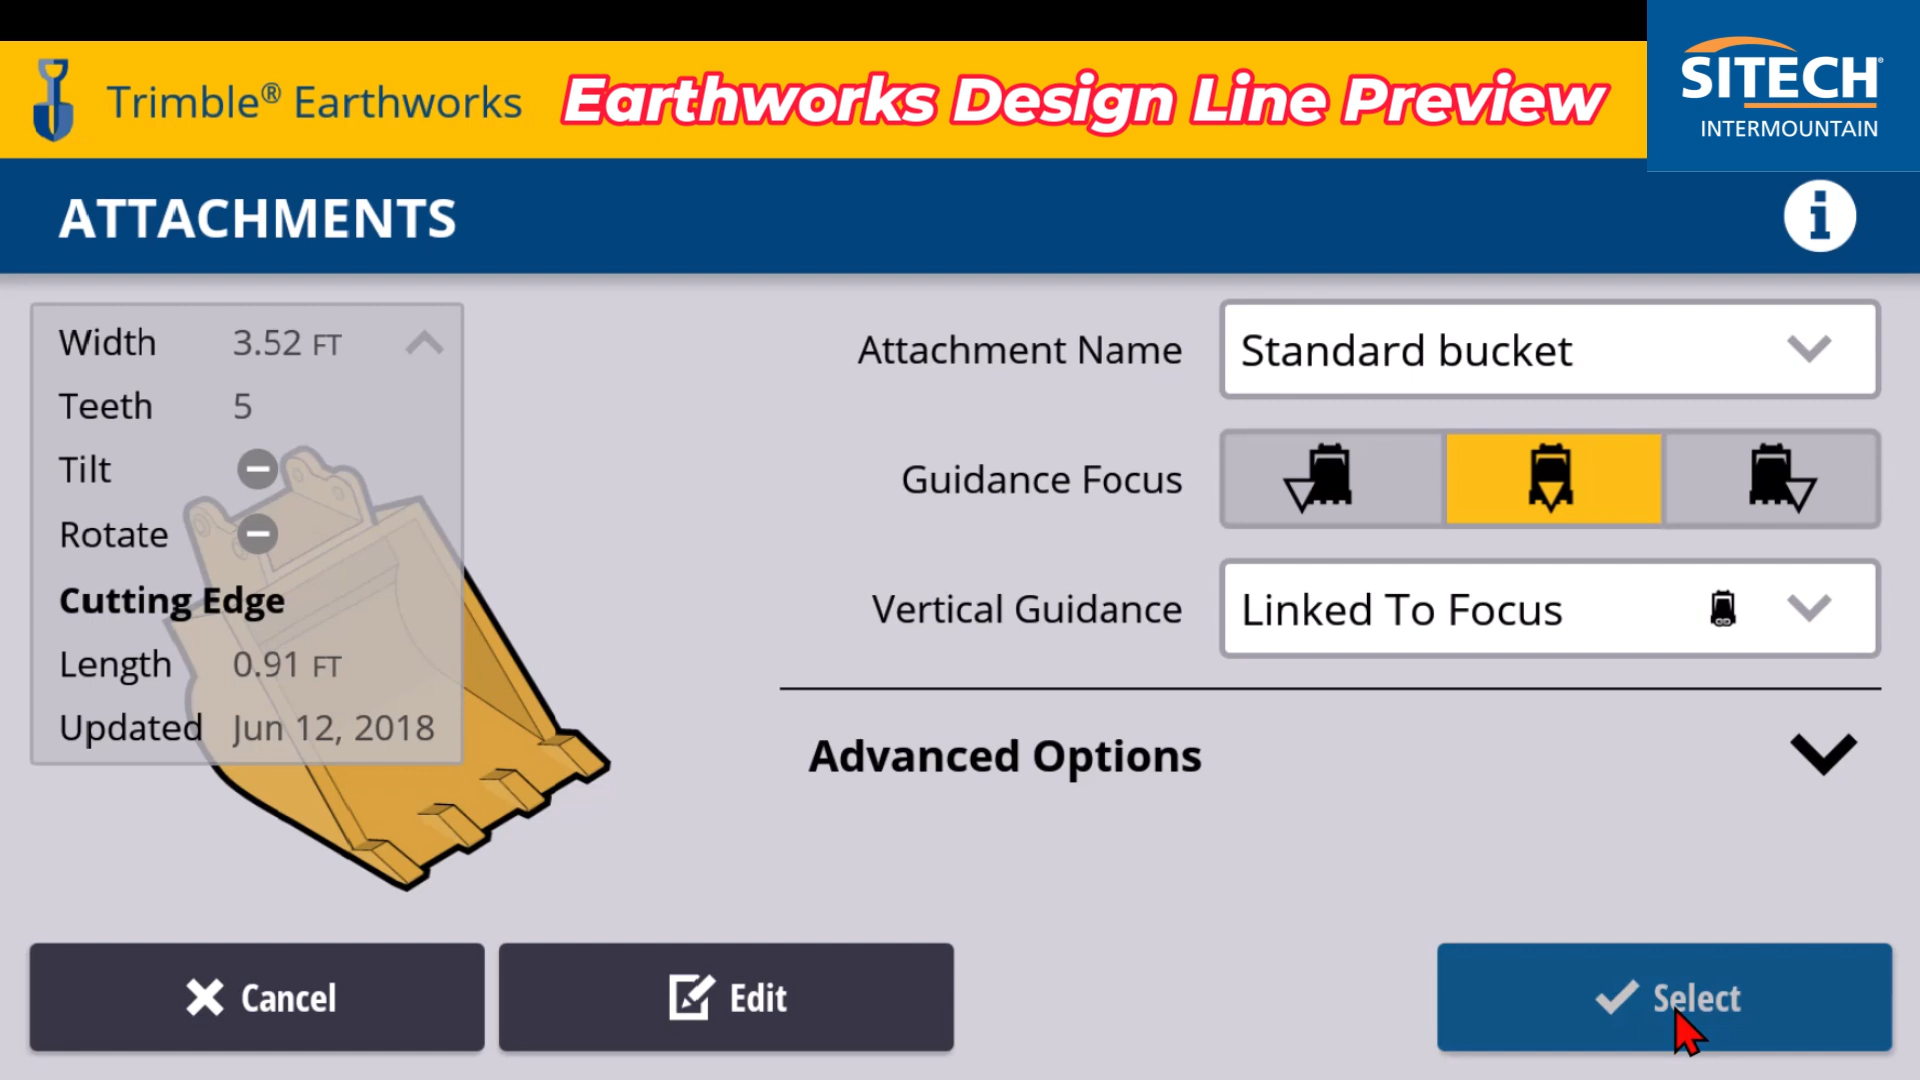 Trimble® Earthworks
Earthworks Design Line Preview
SITECH®
INTERMOUNTAIN
ATTACHMENTS
i
Width 3.52 FT
Teeth 5
Tilt
Rotate
Cutting Edge
Length 0.91 FT
Updated Jun 12, 2018
Attachment Name Standard bucket
Guidance Focus
Vertical Guidance Linked To Focus
Advanced Options
Cancel
Edit
Select